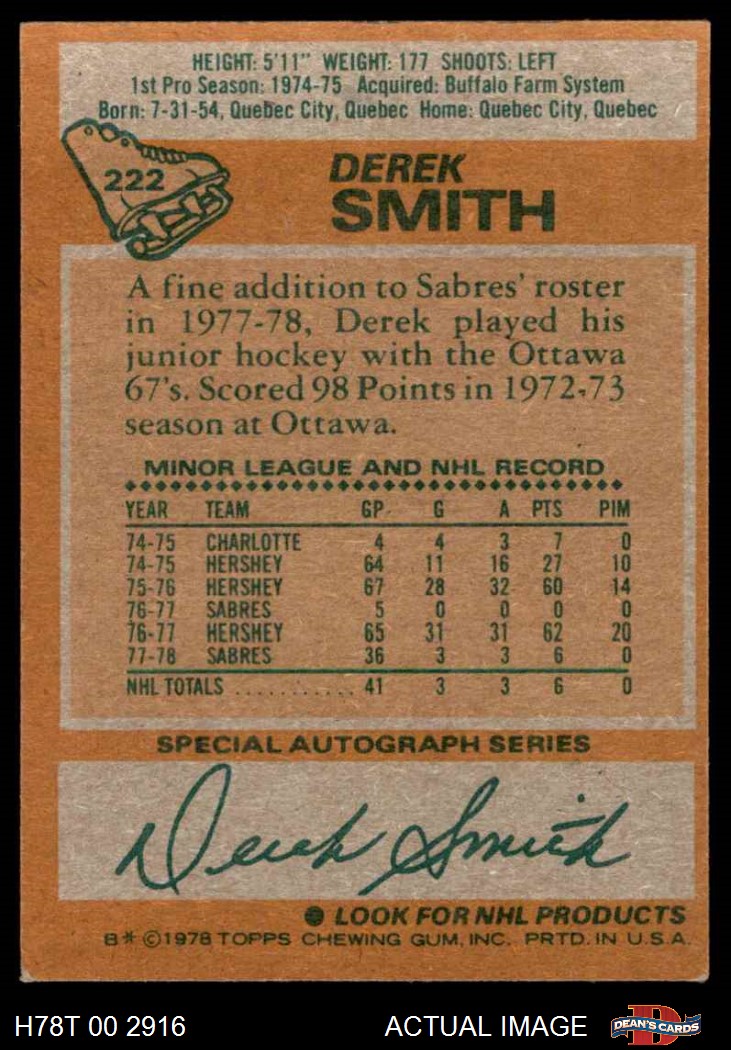 HEIGHT: 5'11" WEIGHT: 177 SHOOTS: LEFT
1st Pro Season: 1974-75 Acquired: Buffalo Farm System
Born: 7-31-54, Quebec City, Quebec Home: Quebec City, Quebec
222
DEREK
SMITH
A fine addition to Sabres' roster
in 1977-78, Derek played his
junior hockey with the Ottawa
67's. Scored 98 Points in 1972-73
season at Ottawa.
MINOR LEAGUE AND NHL RECORD
YEAR TEAM GP G A PTS PIM
74-75 CHARLOTTE 4 4 3 7 0
74-75 HERSHEY 64 11 16 27 10
75-76 HERSHEY 67 28 32 60 14
76-77 SABRES 5 0 0 0 0
76-77 HERSHEY 65 31 31 62 20
77-78 SABRES 36 3 3 6 0
NHL TOTALS ........... 41 3 3 6 0
SPECIAL AUTOGRAPH SERIES
Derek Smith
● LOOK FOR NHL PRODUCTS
B* ©1978 TOPPS CHEWING GUM, INC. PRTD. IN U.S.A.
H78T 00 2916 ACTUAL IMAGE D DEAN'S CARDS